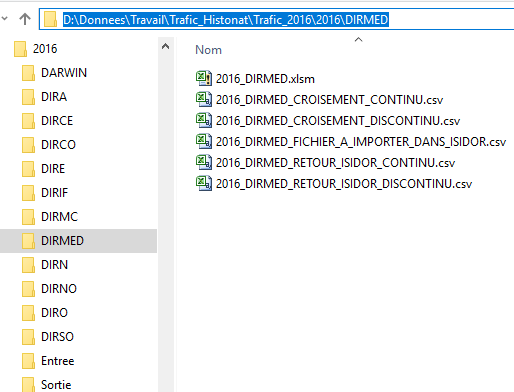 D:\Donnees\Travail\Trafic_Histonat\Trafic_2016\2016\DIRMED
2016
DARWIN
DIRA
DIRCE
DIRCO
DIRE
DIRIF
DIRMC
DIRMED
DIRN
DIRNO
DIRO
DIRSO
Entree
Sortie
Nom
2016_DIRMED.xlsm
2016_DIRMED_CROISEMENT_CONTINU.csv
2016_DIRMED_CROISEMENT_DISCONTINU.csv
2016_DIRMED_FICHIER_A_IMPORTER_DANS_ISIDOR.csv
2016_DIRMED_RETOUR_ISIDOR_CONTINU.csv
2016_DIRMED_RETOUR_ISIDOR_DISCONTINU.csv